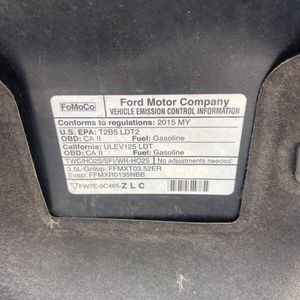 FoMoCo
Ford Motor Company
VEHICLE EMISSION CONTROL INFORMATION
Conforms to regulations: 2015 MY
U.S. EPA: T2B5 LDT2
OBD: CA II Fuel: Gasoline
California: ULEV125 LDT
OBD: CA II Fuel: Gasoline
TWC/HO2S/SFI/WR-HO2S No adjustments needed.
3.5L-Group: FFMXT03.52ER
Evap: FFMXR0135NBB
FW7E-9C485-ZLC